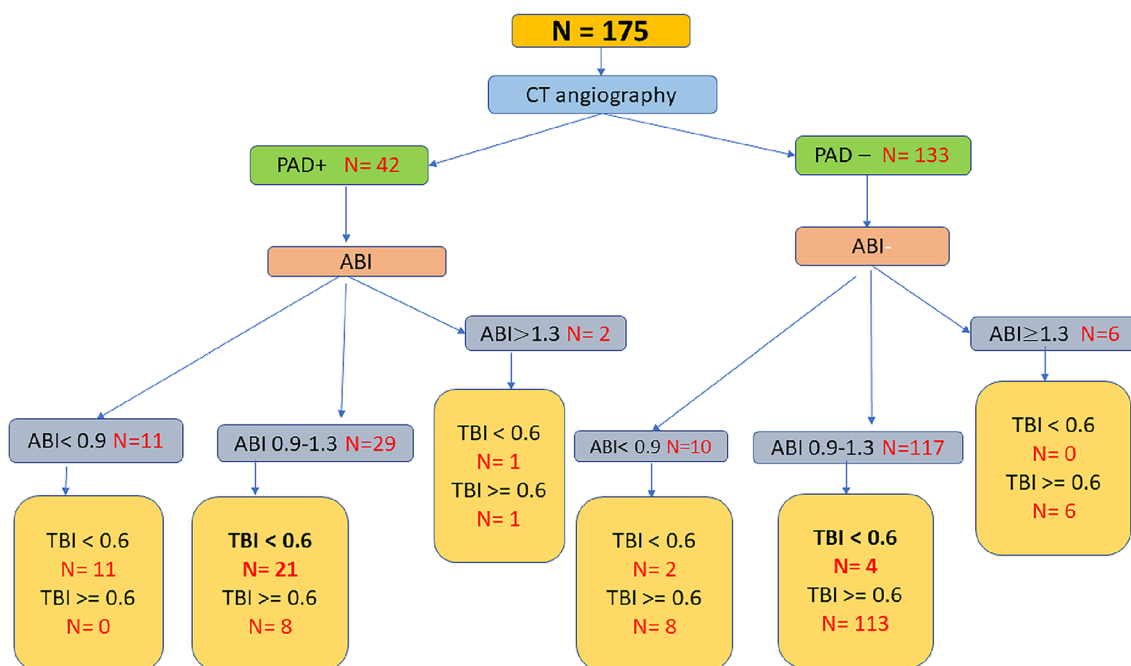 N = 175
CT angiography
PAD+ N= 42
PAD – N= 133
ABI
ABI-
ABI>1.3 N= 2
ABI≥1.3 N=6
ABI< 0.9 N=11
ABI 0.9-1.3 N=29
ABI< 0.9 N=10
ABI 0.9-1.3 N=117
TBI < 0.6
N= 11
TBI >= 0.6
N= 0
TBI < 0.6
N= 21
TBI >= 0.6
N= 8
TBI < 0.6
N= 1
TBI >= 0.6
N= 1
TBI < 0.6
N= 2
TBI >= 0.6
N= 8
TBI < 0.6
N= 4
TBI >= 0.6
N= 113
TBI < 0.6
N= 0
TBI >= 0.6
N= 6